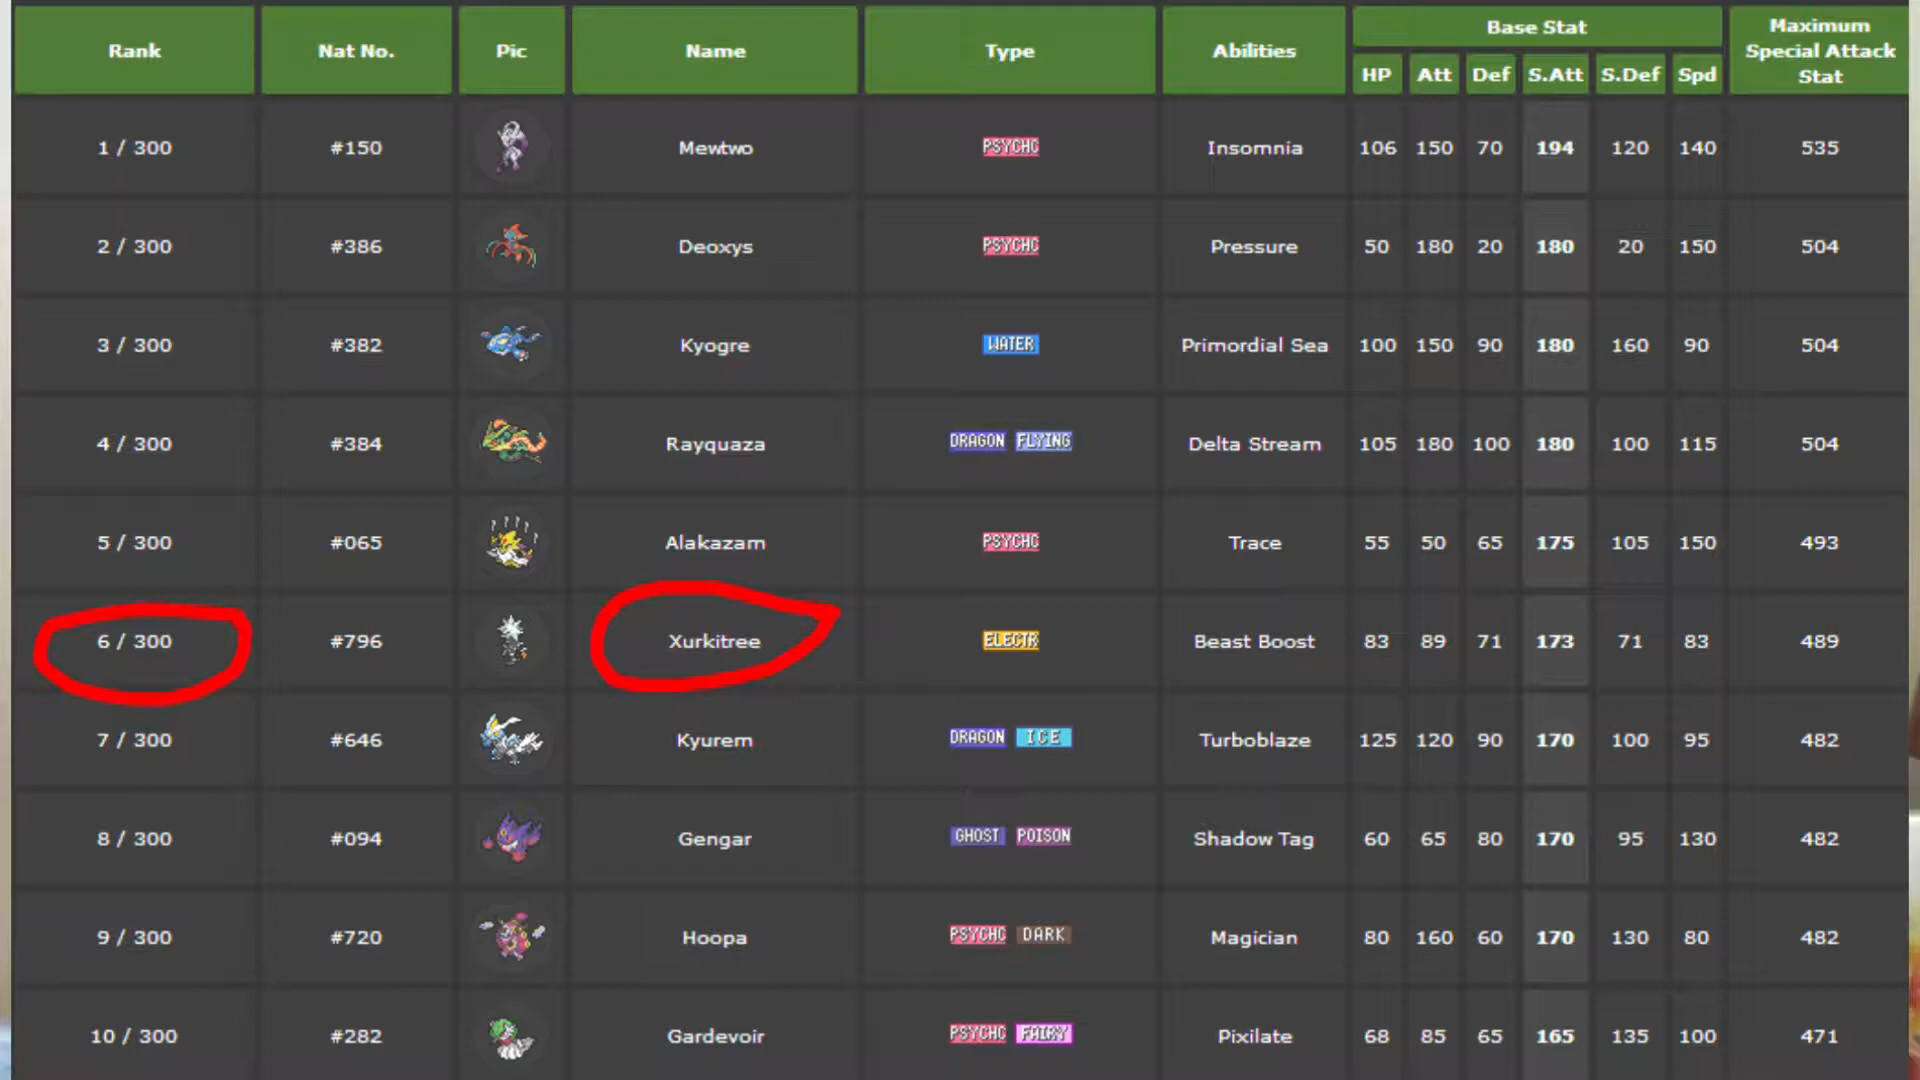 Rank Nat No. Pic Name Type Abilities Base Stat Maximum Special Attack Stat
HP Att Def S.Att S.Def Spd
1 / 300 #150 Mewtwo PSYCHC Insomnia 106 150 70 194 120 140 535
2 / 300 #386 Deoxys PSYCHC Pressure 50 180 20 180 20 150 504
3 / 300 #382 Kyogre WATER Primordial Sea 100 150 90 180 160 90 504
4 / 300 #384 Rayquaza DRAGON FLYING Delta Stream 105 180 100 180 100 115 504
5 / 300 #065 Alakazam PSYCHC Trace 55 50 65 175 105 150 493
6 / 300 #796 Xurkitree ELECTR Beast Boost 83 89 71 173 71 83 489
7 / 300 #646 Kyurem DRAGON ICE Turboblaze 125 120 90 170 100 95 482
8 / 300 #094 Gengar GHOST POISON Shadow Tag 60 65 80 170 95 130 482
9 / 300 #720 Hoopa PSYCHC DARK Magician 80 160 60 170 130 80 482
10 / 300 #282 Gardevoir PSYCHC FAIRY Pixilate 68 85 65 165 135 100 471